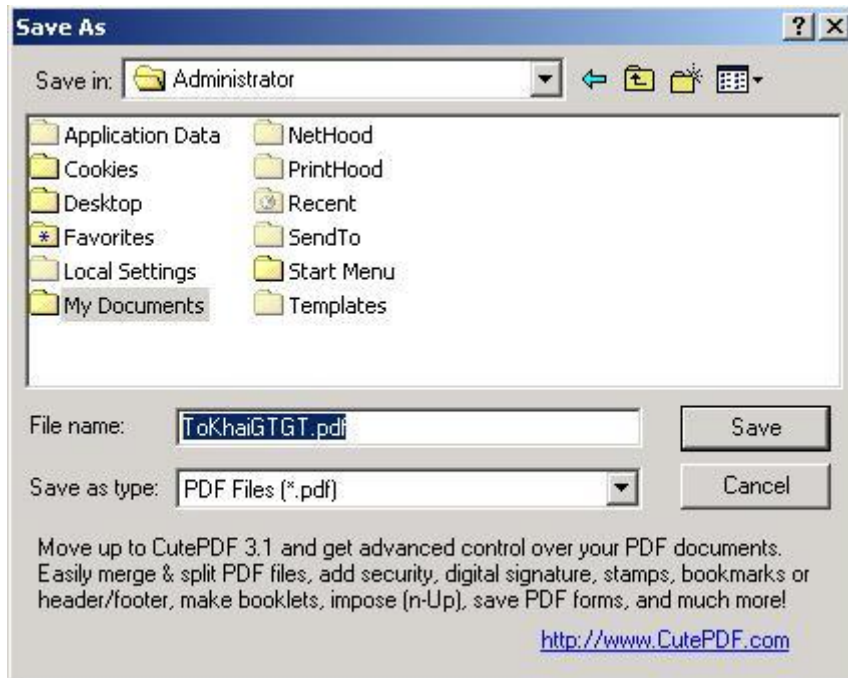 Save As
Save in: Administrator
Application Data
Cookies
Desktop
Favorites
Local Settings
My Documents
NetHood
PrintHood
Recent
SendTo
Start Menu
Templates
File name: ToKhaiGTGT.pdf
Save
Save as type: PDF Files (*.pdf)
Cancel
Move up to CutePDF 3.1 and get advanced control over your PDF documents.
Easily merge & split PDF files, add security, digital signature, stamps, bookmarks or
header/footer, make booklets, impose (n-Up), save PDF forms, and much more!
http://www.CutePDF.com